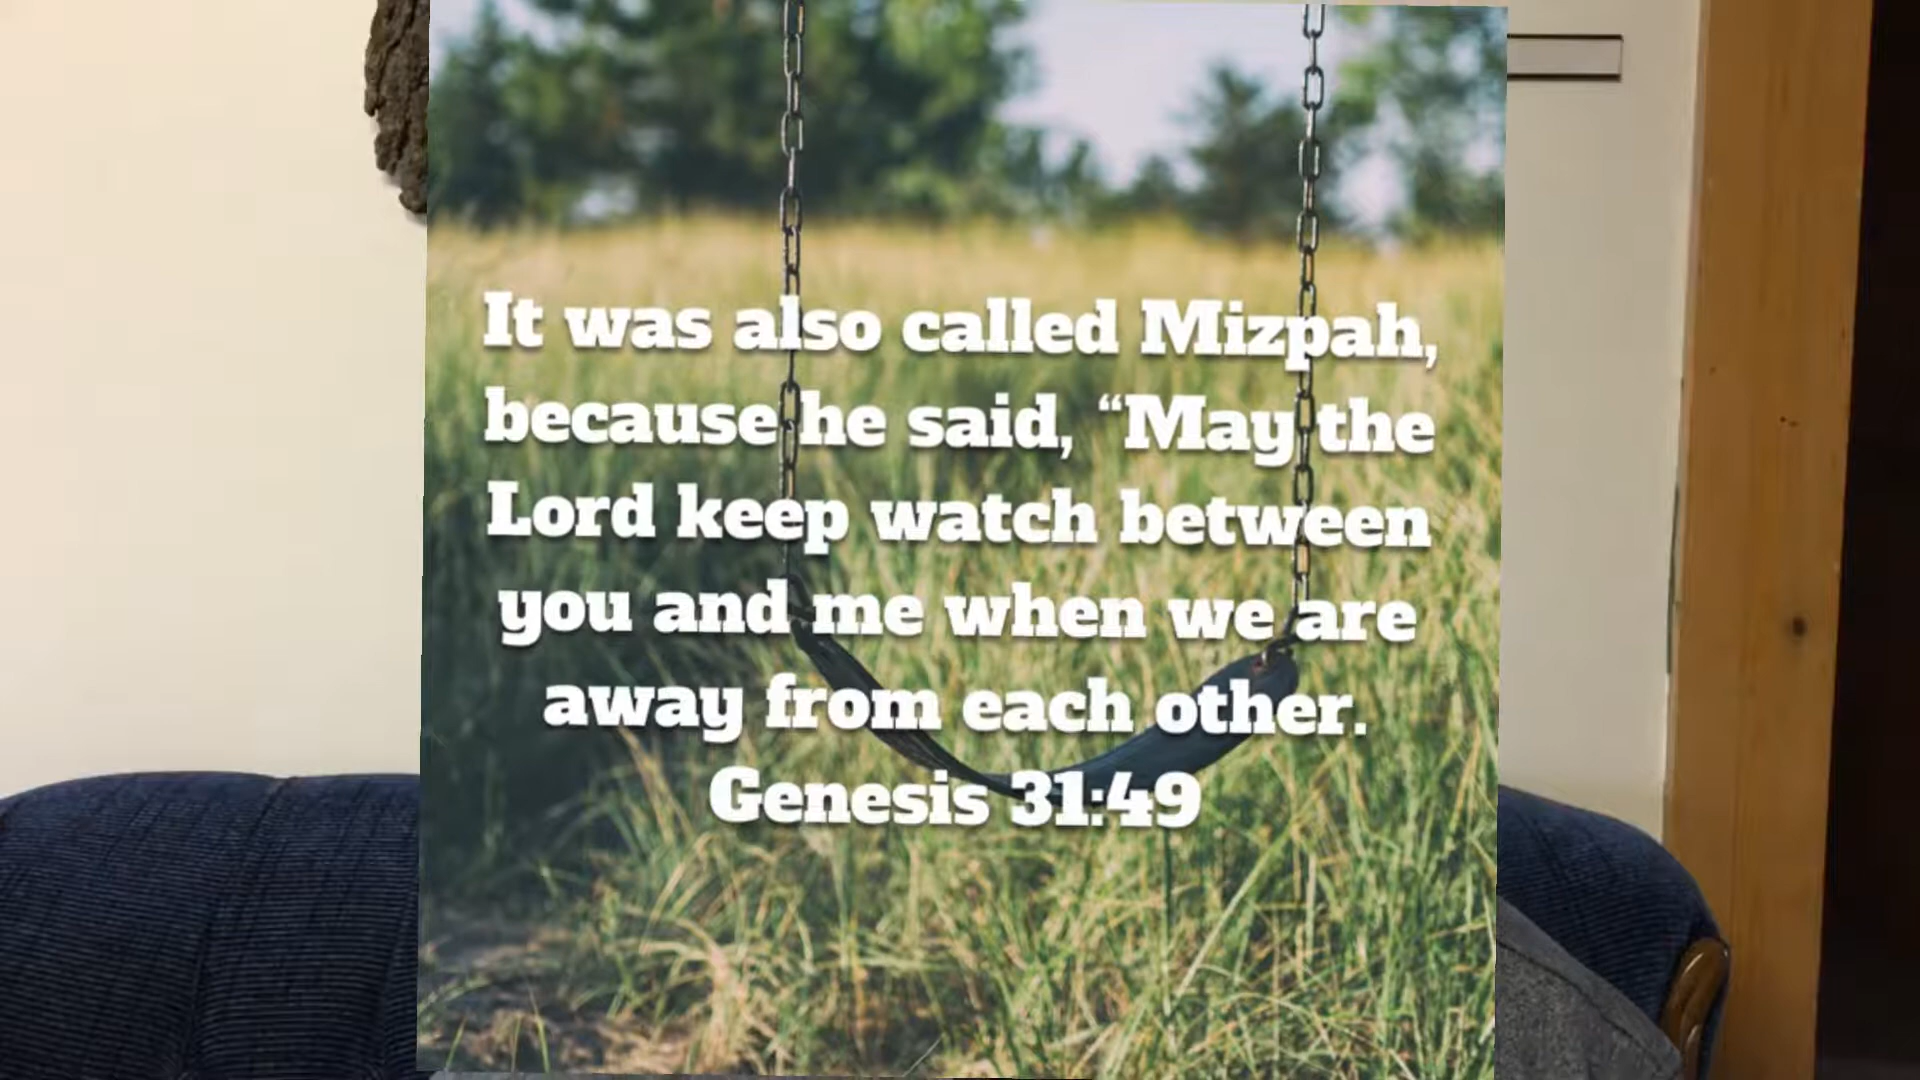 It was also called Mizpah,
because he said, “May the
Lord keep watch between
you and me when we are
away from each other.
Genesis 31:49